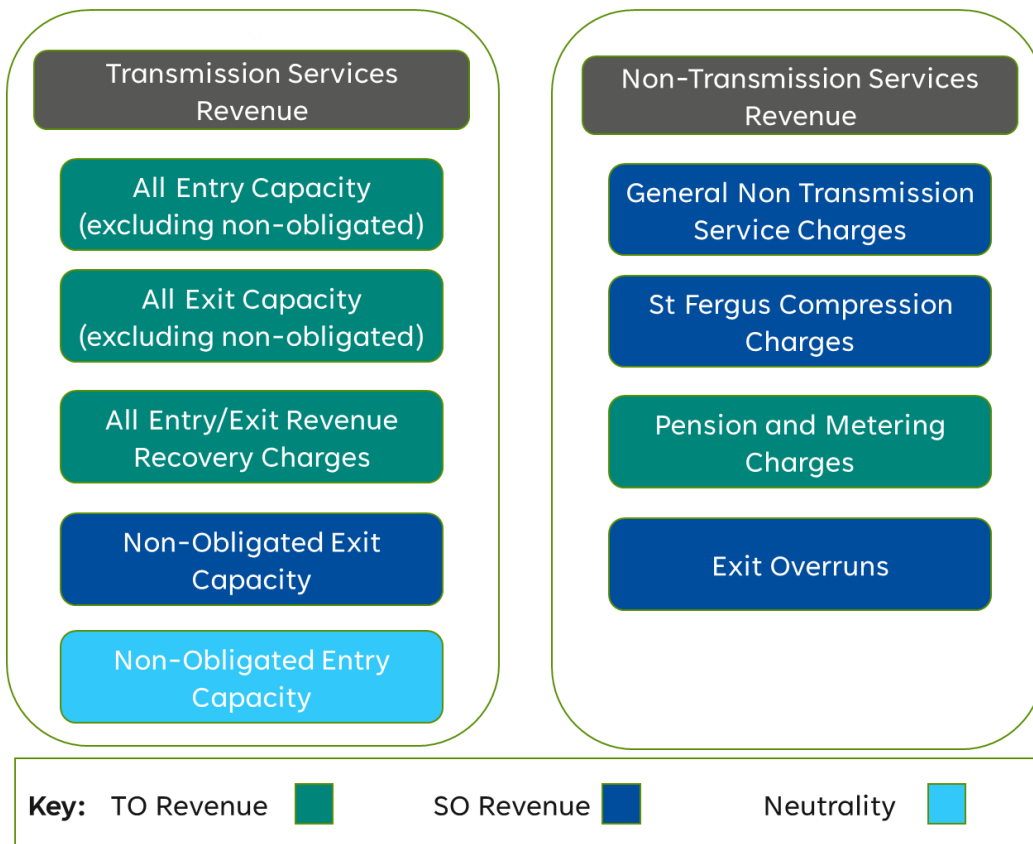 Transmission Services
Revenue
All Entry Capacity
(excluding non-obligated)
All Exit Capacity
(excluding non-obligated)
All Entry/Exit Revenue
Recovery Charges
Non-Obligated Exit
Capacity
Non-Obligated Entry
Capacity
Non-Transmission Services
Revenue
General Non Transmission
Service Charges
St Fergus Compression
Charges
Pension and Metering
Charges
Exit Overruns
Key: TO Revenue SO Revenue Neutrality